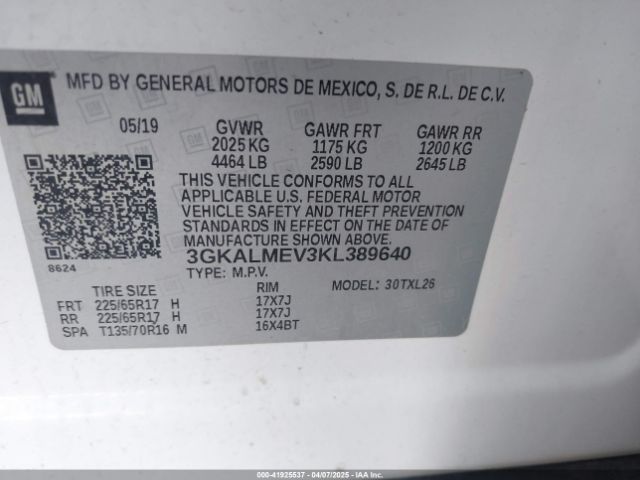 GM
MFD BY GENERAL MOTORS DE MEXICO, S. DE R.L. DE C.V.
05/19 GVWR GAWR FRT GAWR RR
2025 KG 1175 KG 1200 KG
4464 LB 2590 LB 2645 LB
THIS VEHICLE CONFORMS TO ALL
APPLICABLE U.S. FEDERAL MOTOR
VEHICLE SAFETY AND THEFT PREVENTION
STANDARDS IN EFFECT ON THE DATE OF
MANUFACTURE SHOWN ABOVE.
8624
3GKALMEV3KL389640
TYPE: M.P.V. MODEL: 30TXL26
TIRE SIZE RIM
FRT 225/65R17 H 17X7J
RR 225/65R17 H 17X7J
SPA T135/70R16 M 16X4BT
000-41925537 - 04/07/2025 - IAAI.COM